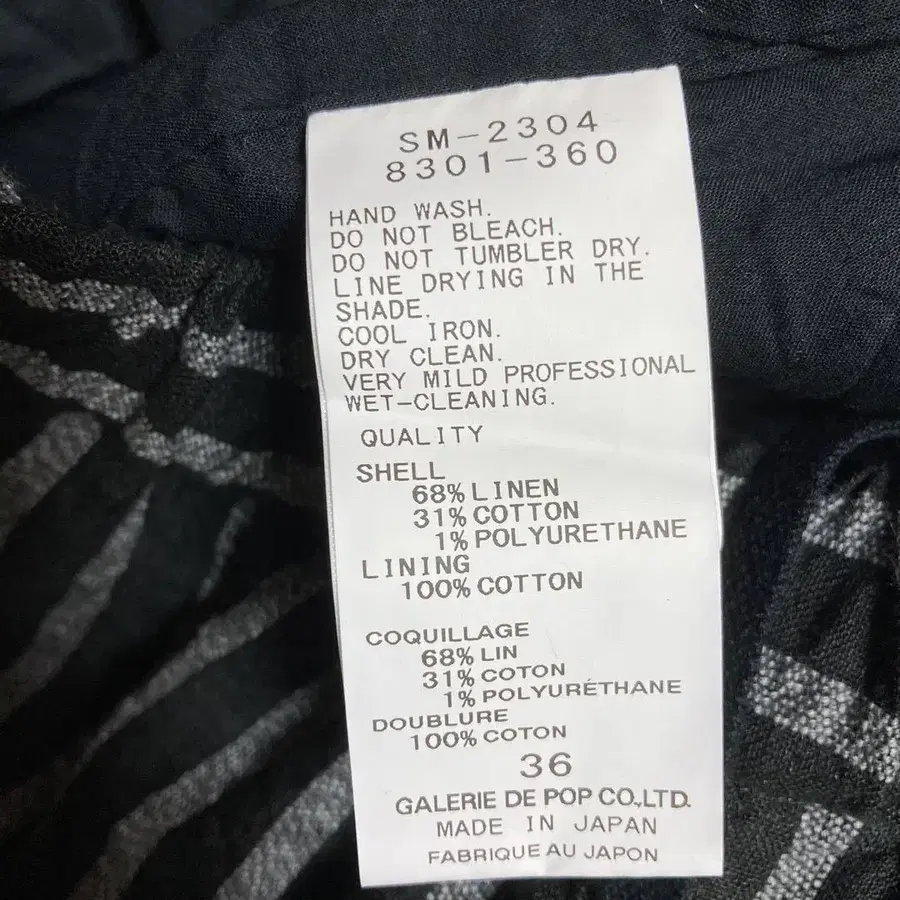 SM-2304
8301-360
HAND WASH.
DO NOT BLEACH.
DO NOT TUMBLER DRY.
LINE DRYING IN THE
SHADE.
COOL IRON.
DRY CLEAN.
VERY MILD PROFESSIONAL
WET-CLEANING.
QUALITY
SHELL
68% LINEN
31% COTTON
1% POLYURETHANE
LINING
100% COTTON
COQUILLAGE
68% LIN
31% COTON
1% POLYURÉTHANE
DOUBLURE
100% COTON
36
GALERIE DE POP CO.,LTD.
MADE IN JAPAN
FABRIQUE AU JAPON